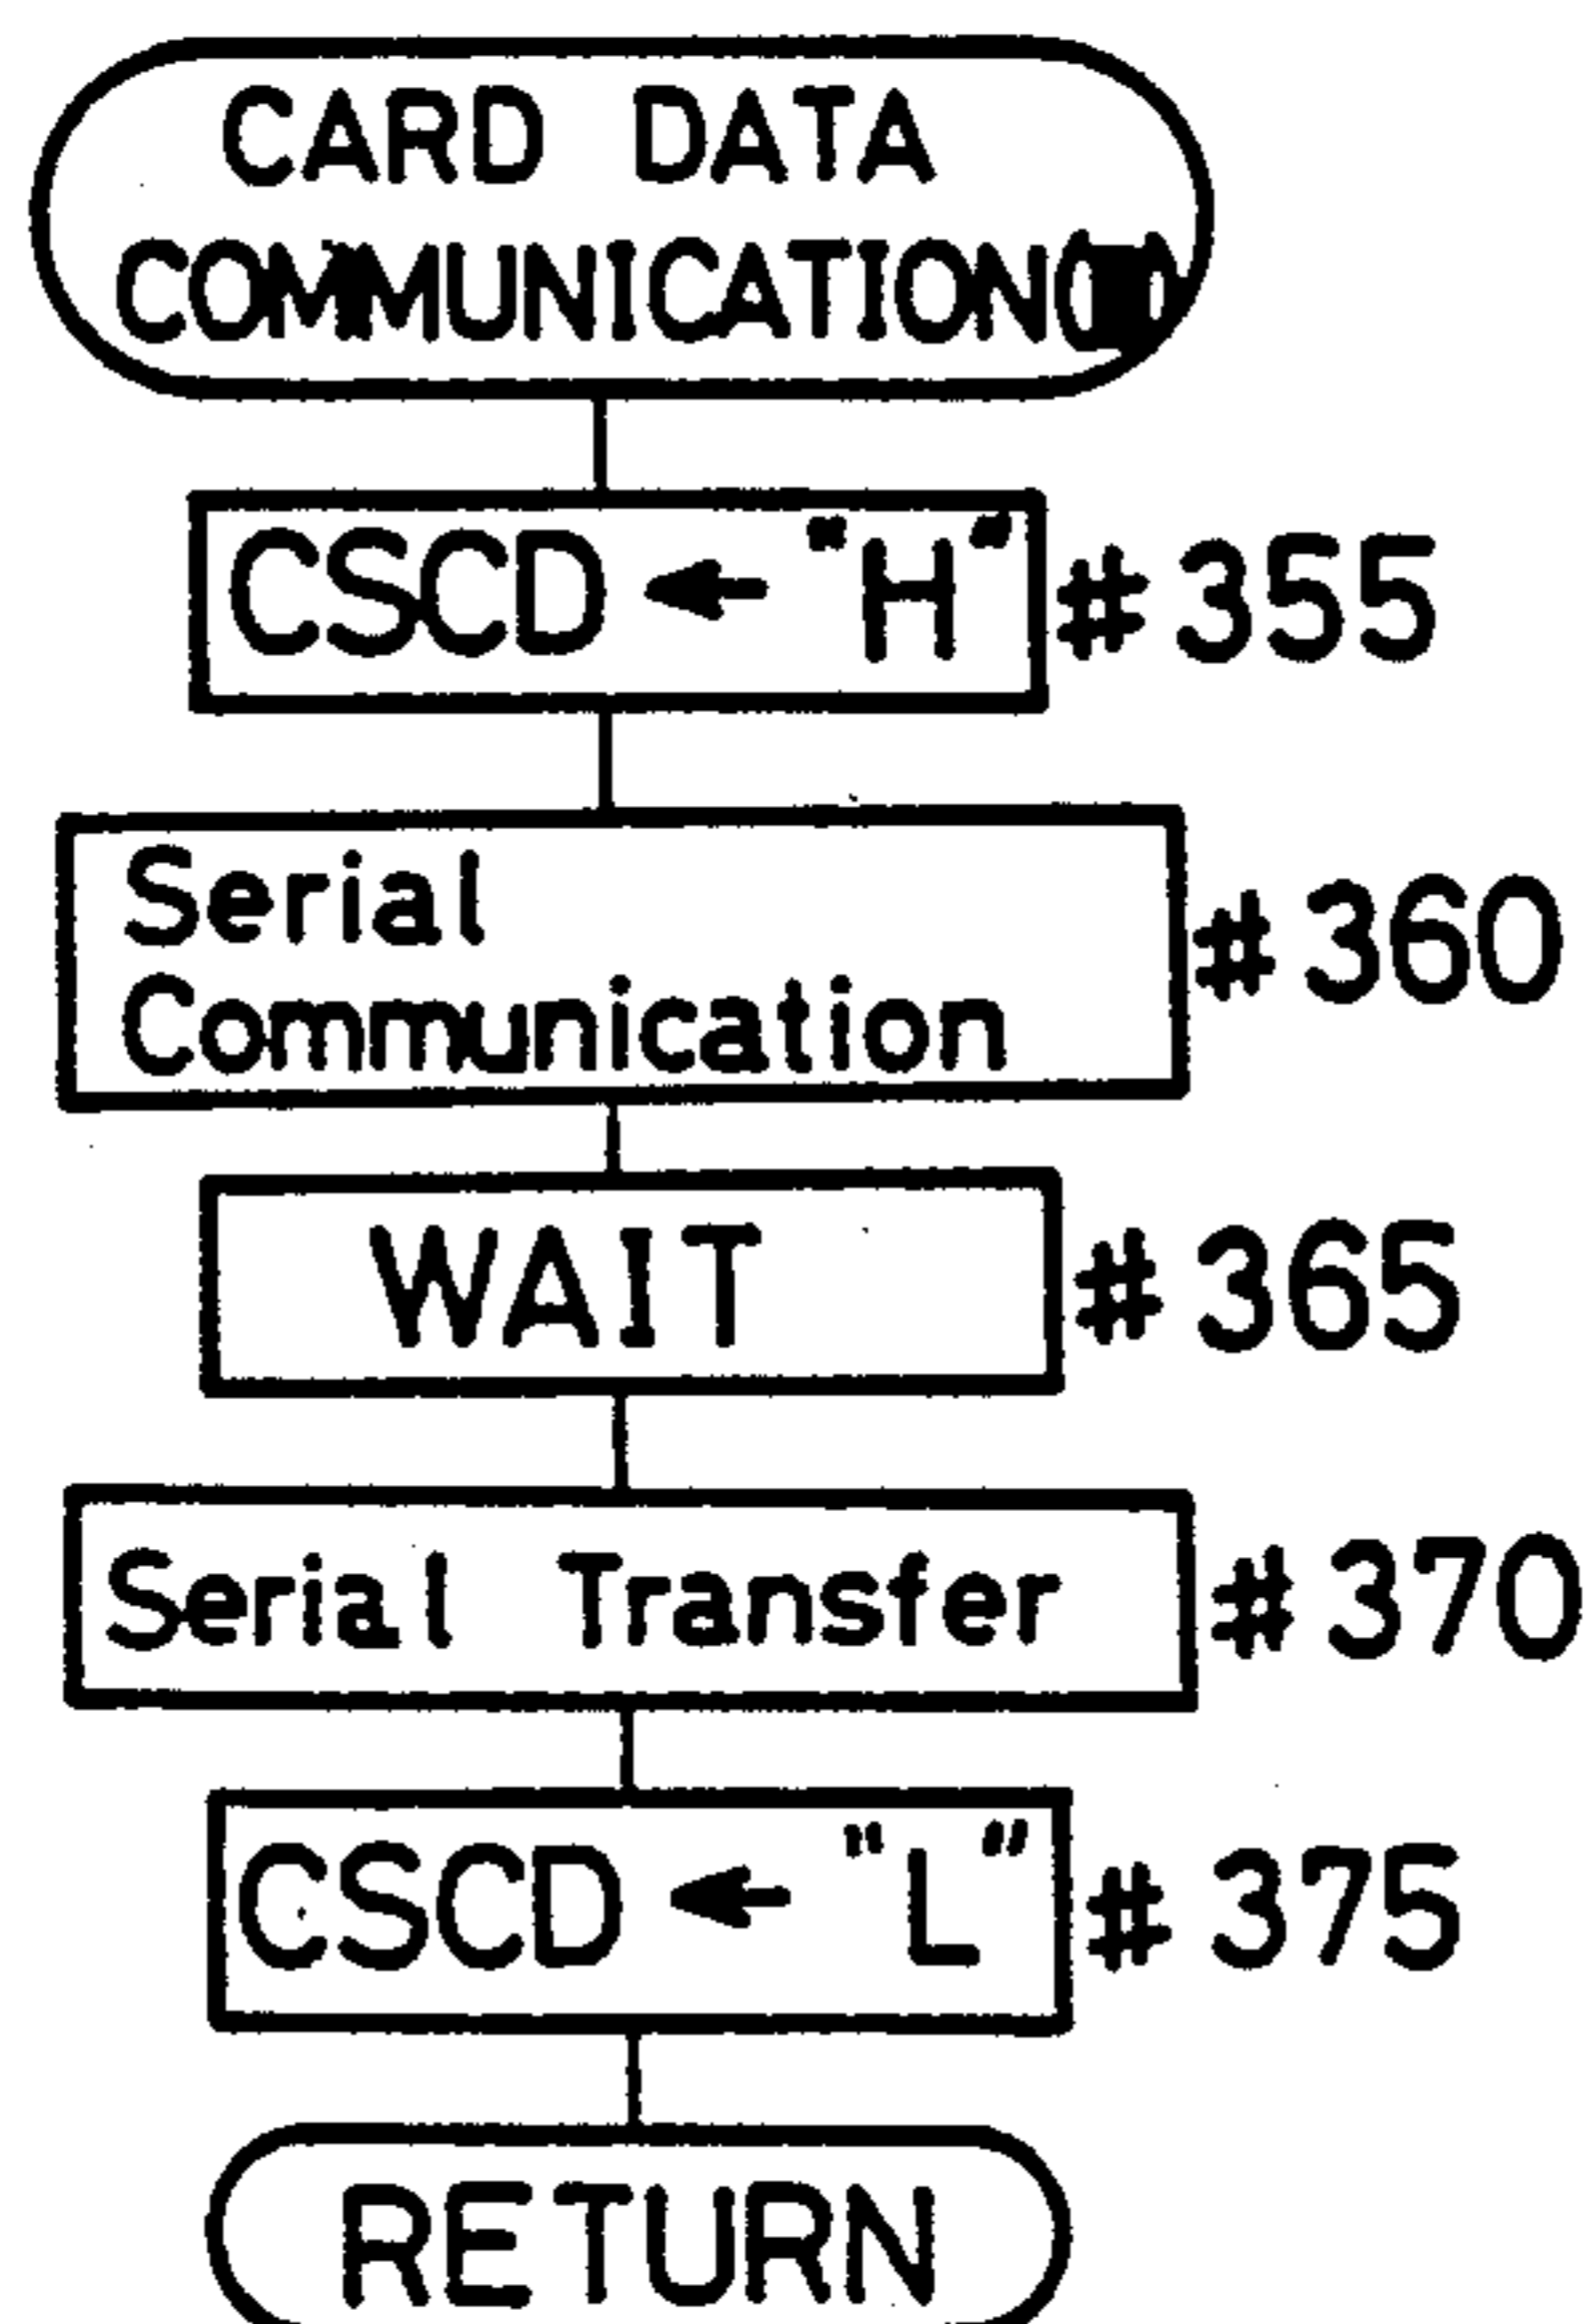 CARD DATA
COMMUNICATION
CSCD ← "H" #355
Serial
Communication
#360
WAIT #365
Serial Transfer #370
CSCD ← "L" #375
RETURN